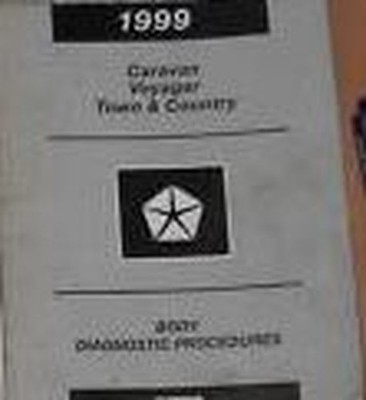 1999
Caravan
Voyager
Town & Country
BODY
DIAGNOSTIC PROCEDURES